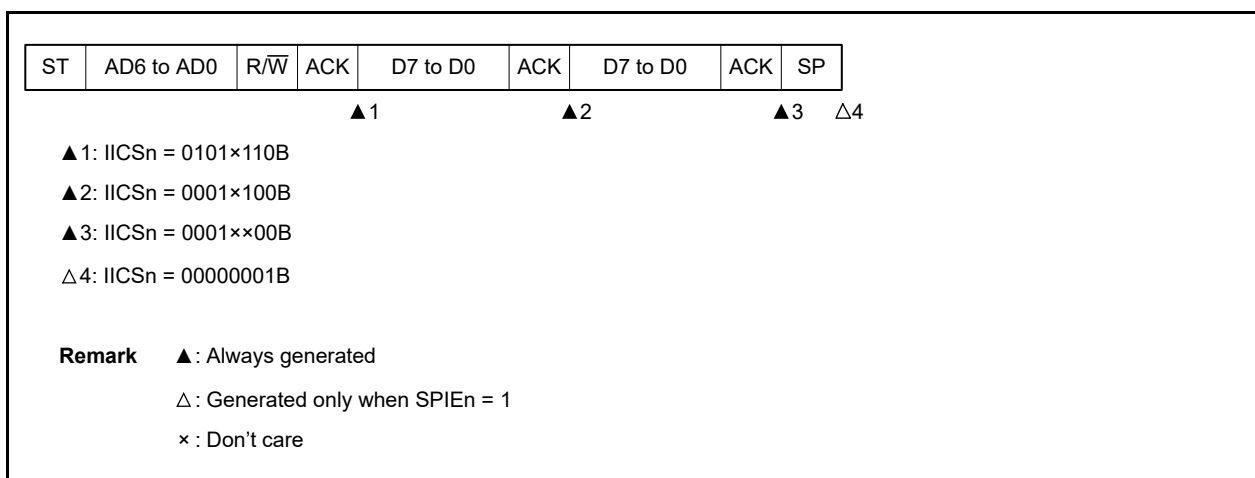 ST AD6 to AD0 R/W̅ ACK D7 to D0 ACK D7 to D0 ACK SP
▲1 ▲2 ▲3 △4
▲1: IICSn = 0101×110B
▲2: IICSn = 0001×100B
▲3: IICSn = 0001××00B
△4: IICSn = 00000001B
Remark ▲: Always generated
△: Generated only when SPIEn = 1
×: Don't care